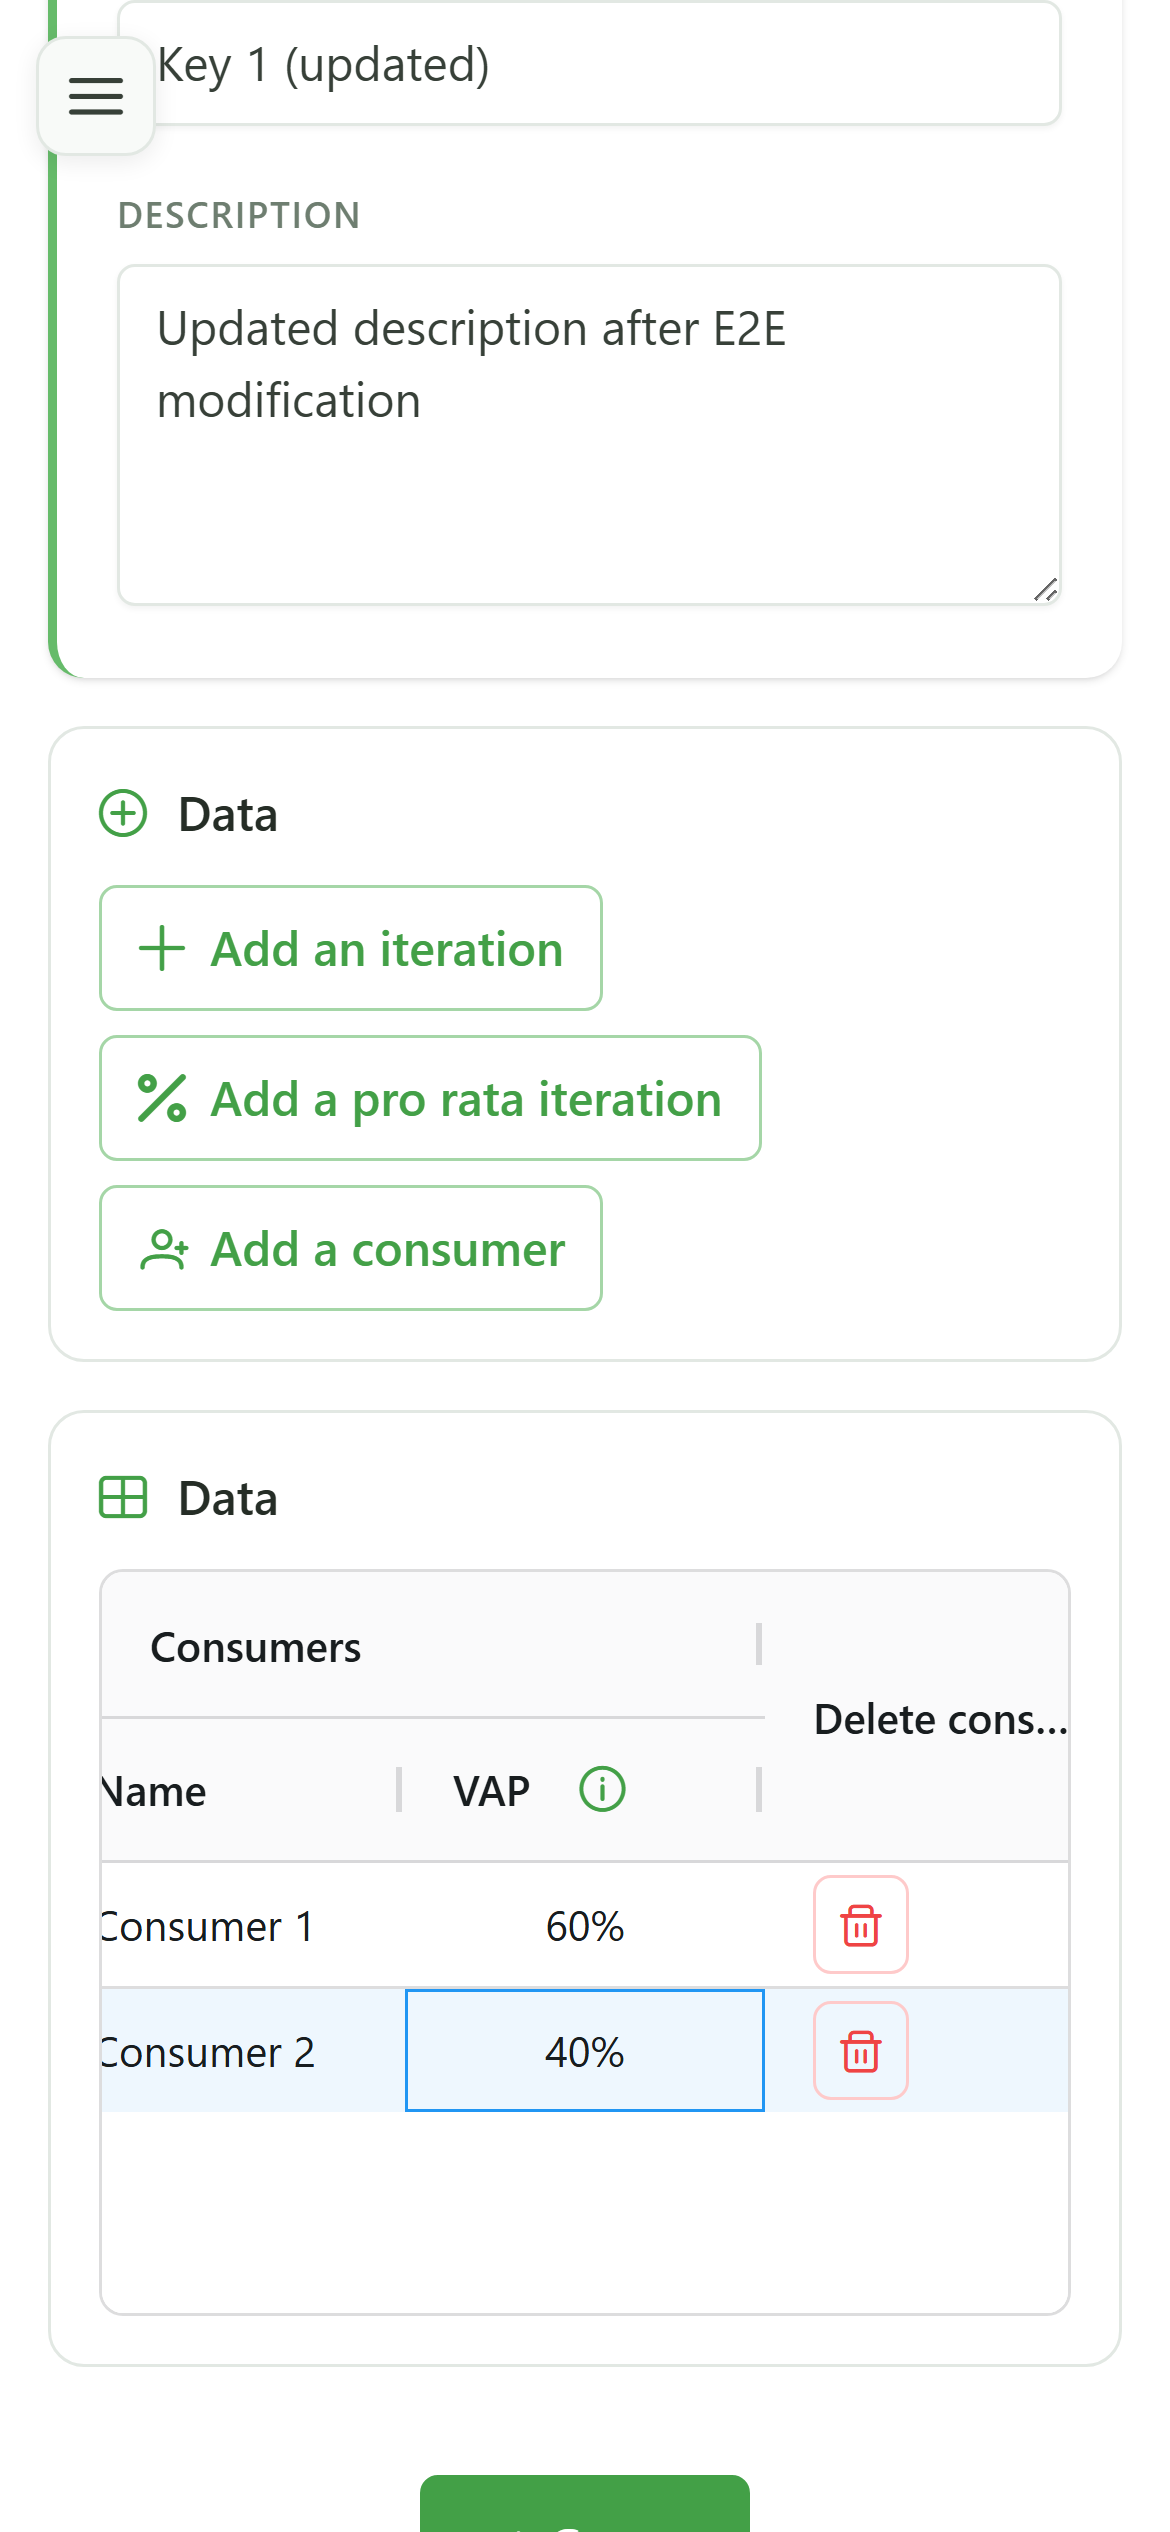 Key 1 (updated)
DESCRIPTION
Updated description after E2E
modification
Data
Add an iteration
Add a pro rata iteration
Add a consumer
Data
Consumers
Delete cons...
Name
VAP
Consumer 1
60%
Consumer 2
40%